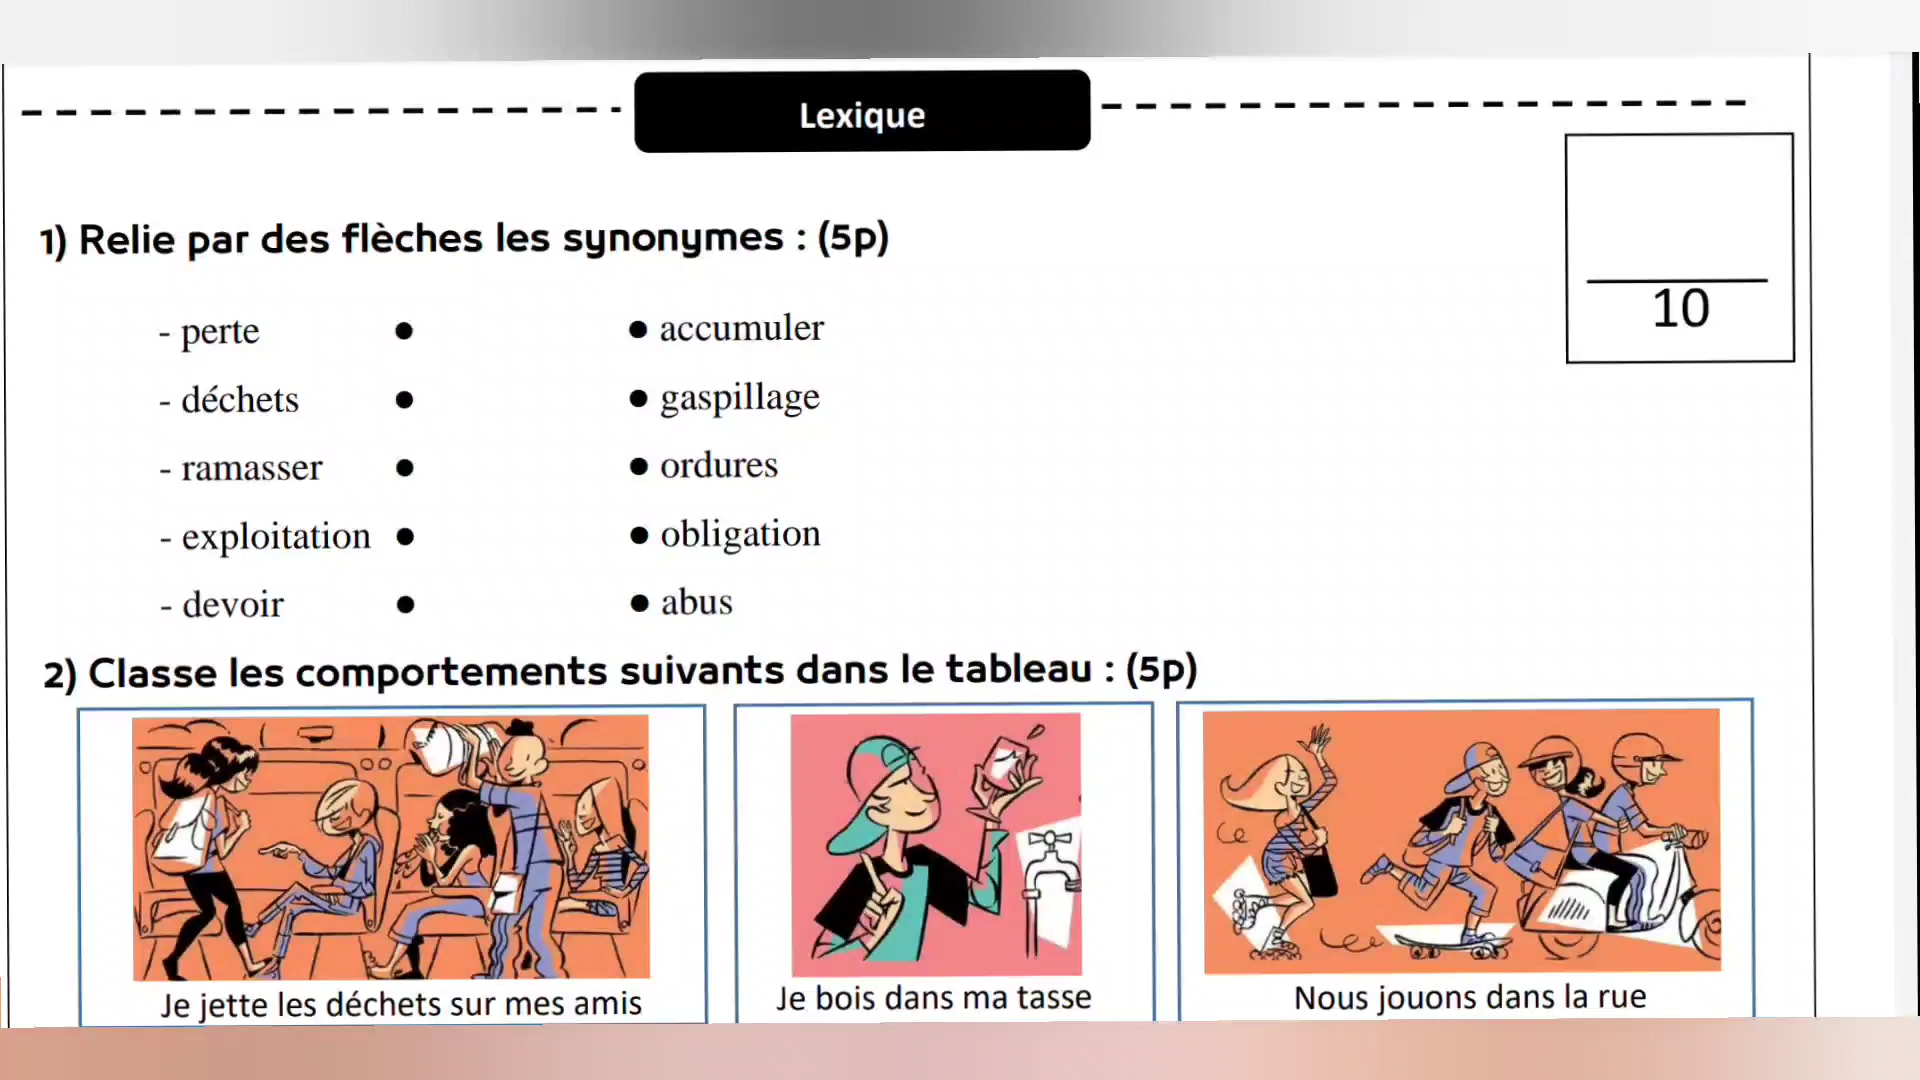 Lexique
10
1) Relie par des flèches les synonymes : (5p)
- perte ● ● accumuler
- déchets ● ● gaspillage
- ramasser ● ● ordures
- exploitation ● ● obligation
- devoir ● ● abus
2) Classe les comportements suivants dans le tableau : (5p)
Je jette les déchets sur mes amis
Je bois dans ma tasse
Nous jouons dans la rue